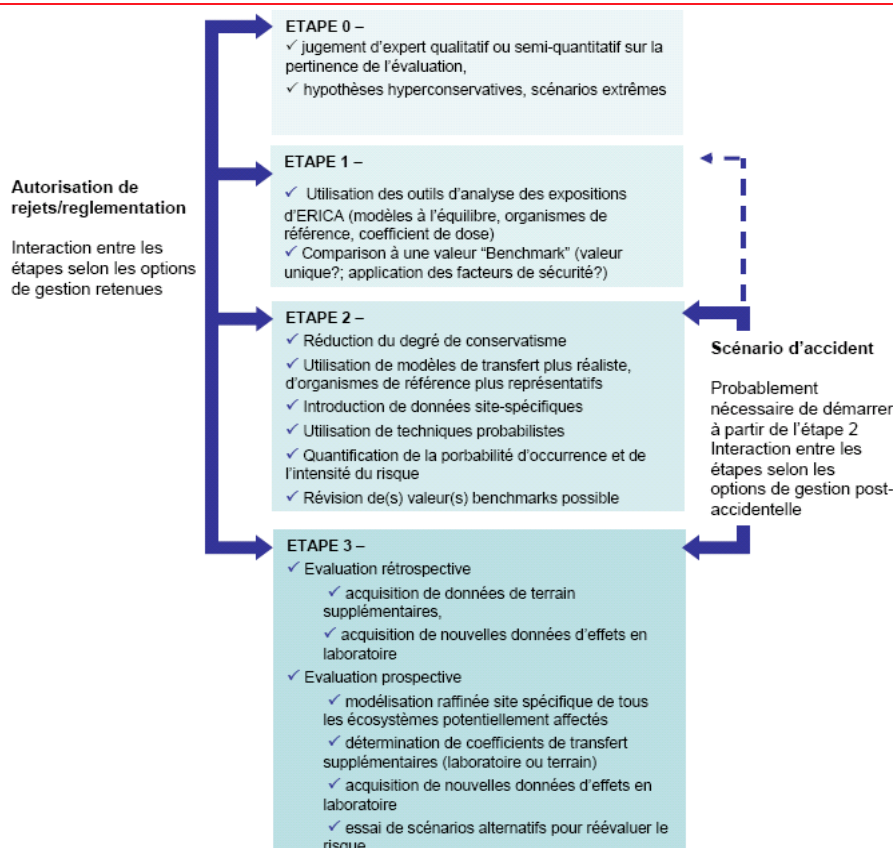 ETAPE 0 –
✓ jugement d'expert qualitatif ou semi-quantitatif sur la
pertinence de l'évaluation,
✓ hypothèses hyperconservatives, scénarios extrêmes
ETAPE 1 –
✓ Utilisation des outils d'analyse des expositions
d'ERICA (modèles à l'équilibre, organismes de
référence, coefficient de dose)
✓ Comparaison à une valeur “Benchmark” (valeur
unique?; application des facteurs de sécurité?)
Autorisation de
rejets/reglementation
Interaction entre les
étapes selon les options
de gestion retenues
ETAPE 2 –
✓ Réduction du degré de conservatisme
✓ Utilisation de modèles de transfert plus réaliste,
d'organismes de référence plus représentatifs
✓ Introduction de données site-spécifiques
✓ Utilisation de techniques probabilistes
✓ Quantification de la porbabilité d'occurrence et de
l'intensité du risque
✓ Révision de(s) valeur(s) benchmarks possible
Scénario d'accident
Probablement
nécessaire de démarrer
à partir de l'étape 2
Interaction entre les
étapes selon les
options de gestion post-
accidentelle
ETAPE 3 –
✓ Evaluation rétrospective
✓ acquisition de données de terrain
supplémentaires,
✓ acquisition de nouvelles données d'effets en
laboratoire
✓ Evaluation prospective
✓ modélisation raffinée site spécifique de tous
les écosystèmes potentiellement affectés
✓ détermination de coefficients de transfert
supplémentaires (laboratoire ou terrain)
✓ acquisition de nouvelles données d'effets en
laboratoire
✓ essai de scénarios alternatifs pour réévaluer le
risque